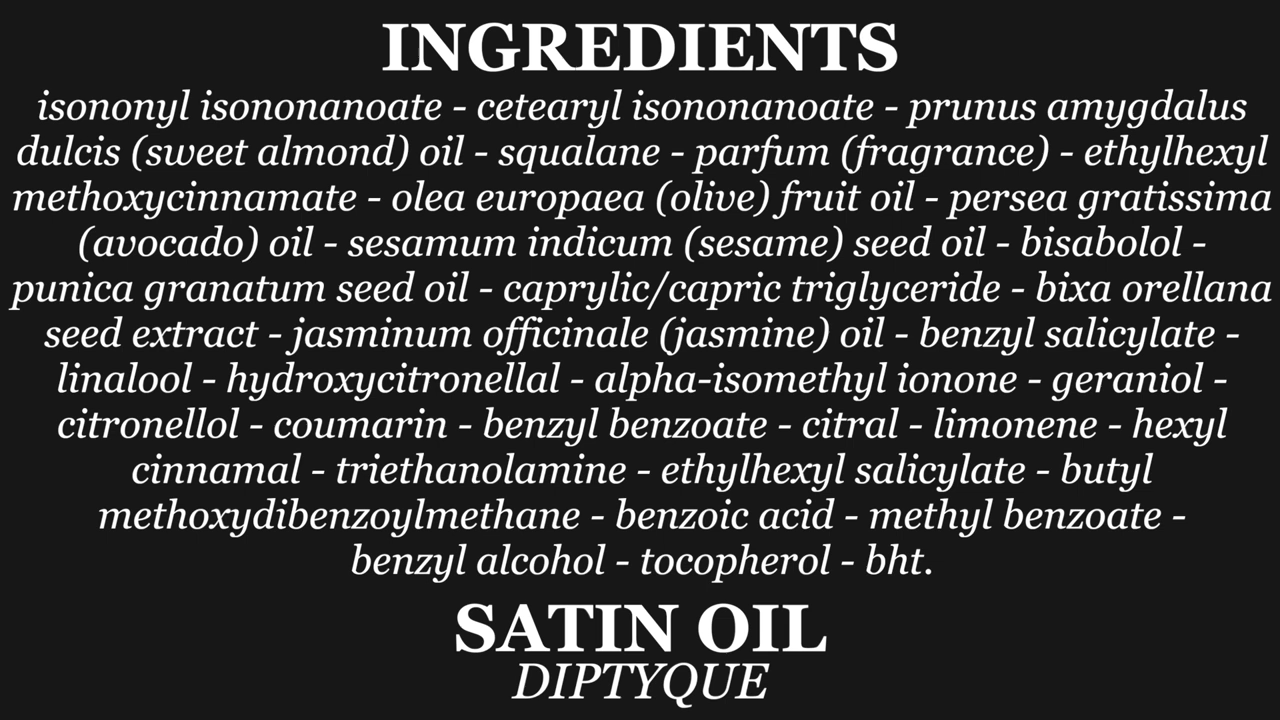 INGREDIENTS
isononyl isononanoate - cetearyl isononanoate - prunus amygdalus
dulcis (sweet almond) oil - squalane - parfum (fragrance) - ethylhexyl
methoxycinnamate - olea europaea (olive) fruit oil - persea gratissima
(avocado) oil - sesamum indicum (sesame) seed oil - bisabolol -
punica granatum seed oil - caprylic/capric triglyceride - bixa orellana
seed extract - jasminum officinale (jasmine) oil - benzyl salicylate -
linalool - hydroxycitronellal - alpha-isomethyl ionone - geraniol -
citronellol - coumarin - benzyl benzoate - citral - limonene - hexyl
cinnamal - triethanolamine - ethylhexyl salicylate - butyl
methoxydibenzoylmethane - benzoic acid - methyl benzoate -
benzyl alcohol - tocopherol - bht.
SATIN OIL
DIPTYQUE